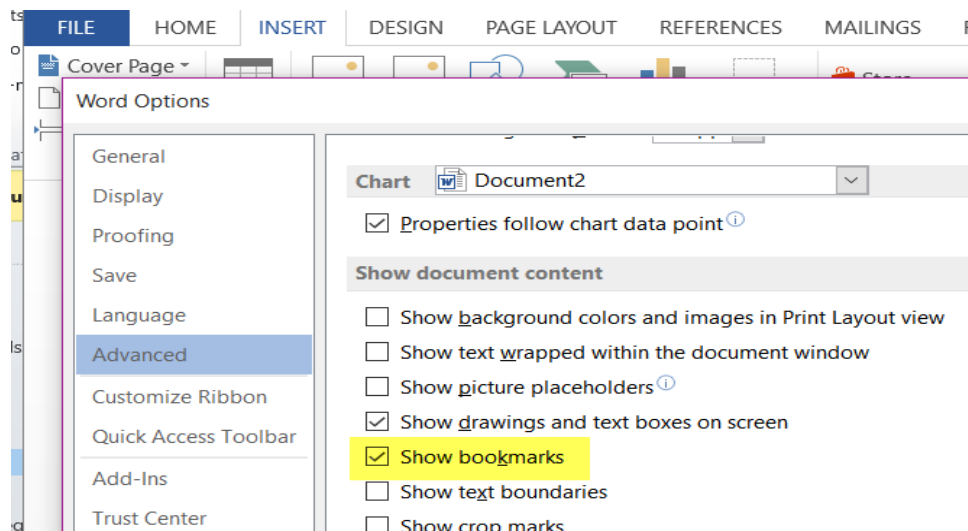 FILE HOME INSERT DESIGN PAGE LAYOUT REFERENCES MAILINGS
Cover Page
Word Options
General
Display
Proofing
Save
Language
Advanced
Customize Ribbon
Quick Access Toolbar
Add-Ins
Trust Center
Chart Document2
Properties follow chart data point
Show document content
Show background colors and images in Print Layout view
Show text wrapped within the document window
Show picture placeholders
Show drawings and text boxes on screen
Show bookmarks
Show text boundaries
Show crop marks